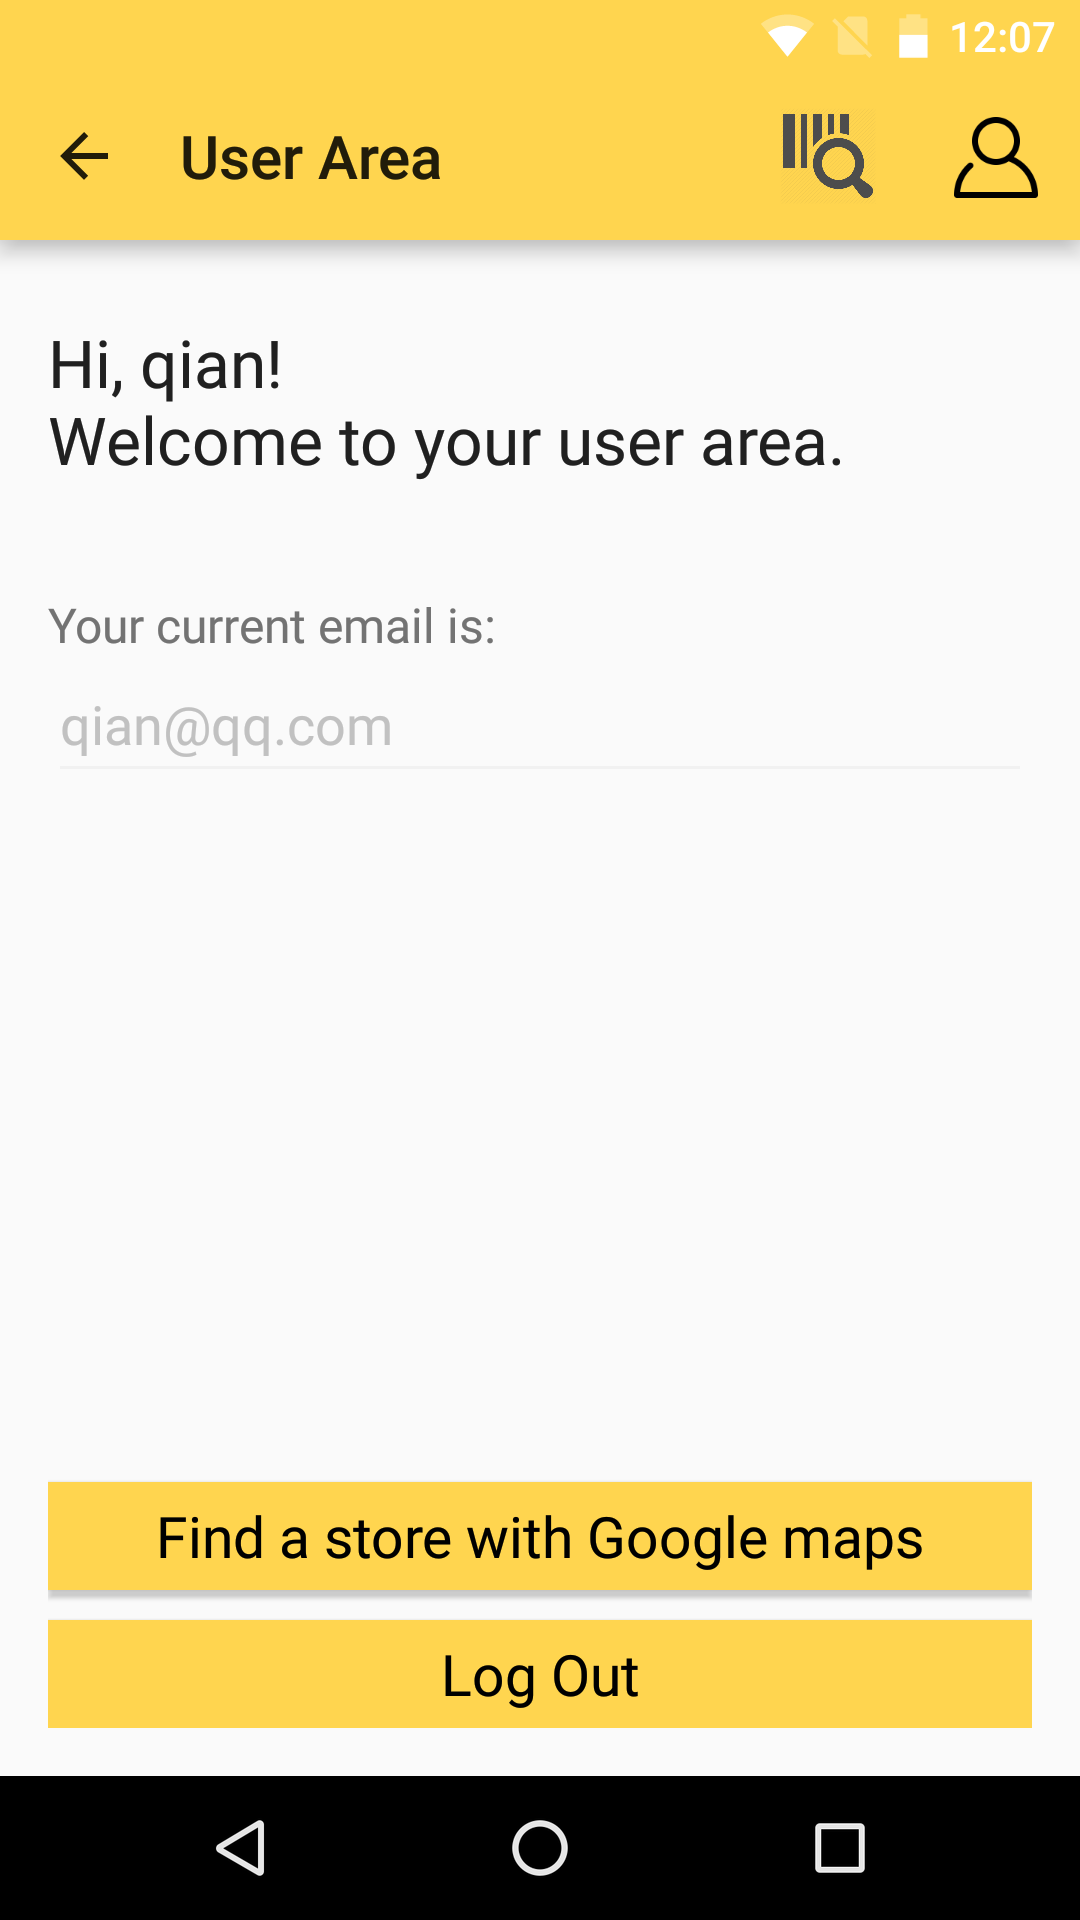 12:07
User Area
Hi, qian!
Welcome to your user area.
Your current email is:
qian@qq.com
Find a store with Google maps
Log Out